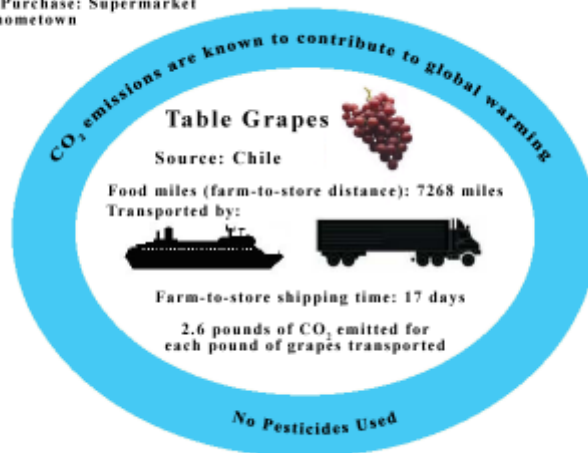 Purchase: Supermarket
hometown
CO₂ emissions are known to contribute to global warming
Table Grapes
Source: Chile
Food miles (farm-to-store distance): 7268 miles
Transported by:
Farm-to-store shipping time: 17 days
2.6 pounds of CO₂ emitted for
each pound of grapes transported
No Pesticides Used